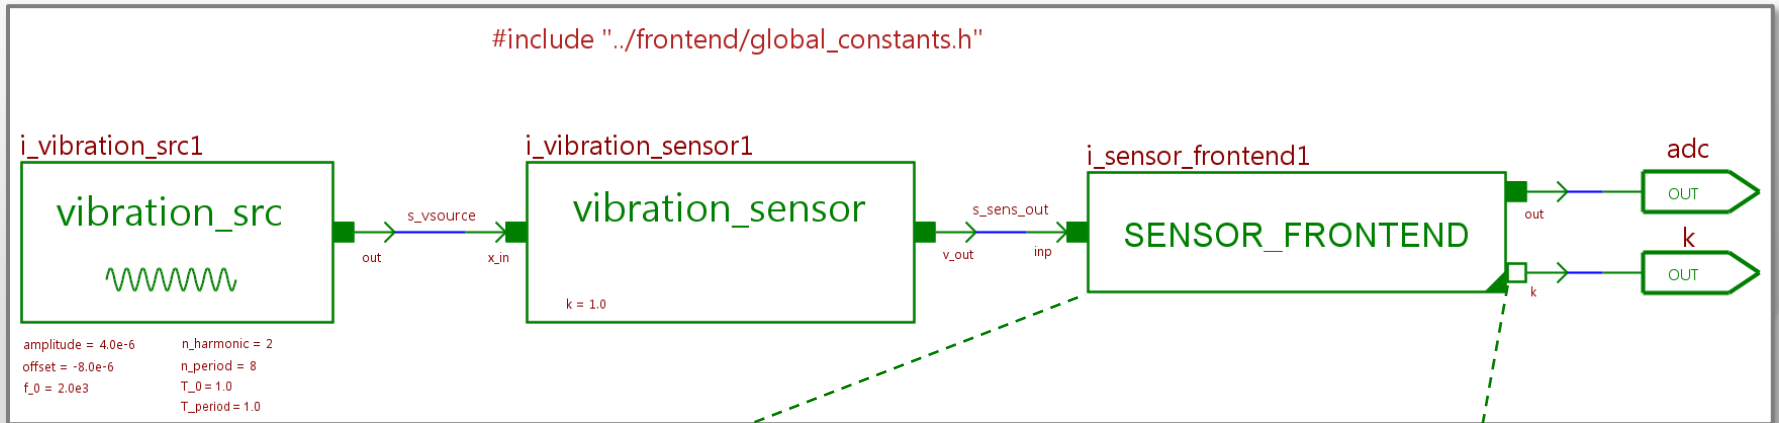 #include "../frontend/global_constants.h"
i_vibration_src1
vibration_src
out
amplitude = 4.0e-6
offset = -8.0e-6
f_0 = 2.0e3
n_harmonic = 2
n_period = 8
T_0 = 1.0
T_period = 1.0
s_vsource
x_in
i_vibration_sensor1
vibration_sensor
k = 1.0
v_out
s_sens_out
inp
i_sensor_frontend1
SENSOR_FRONTEND
out
k
adc
OUT
k
OUT